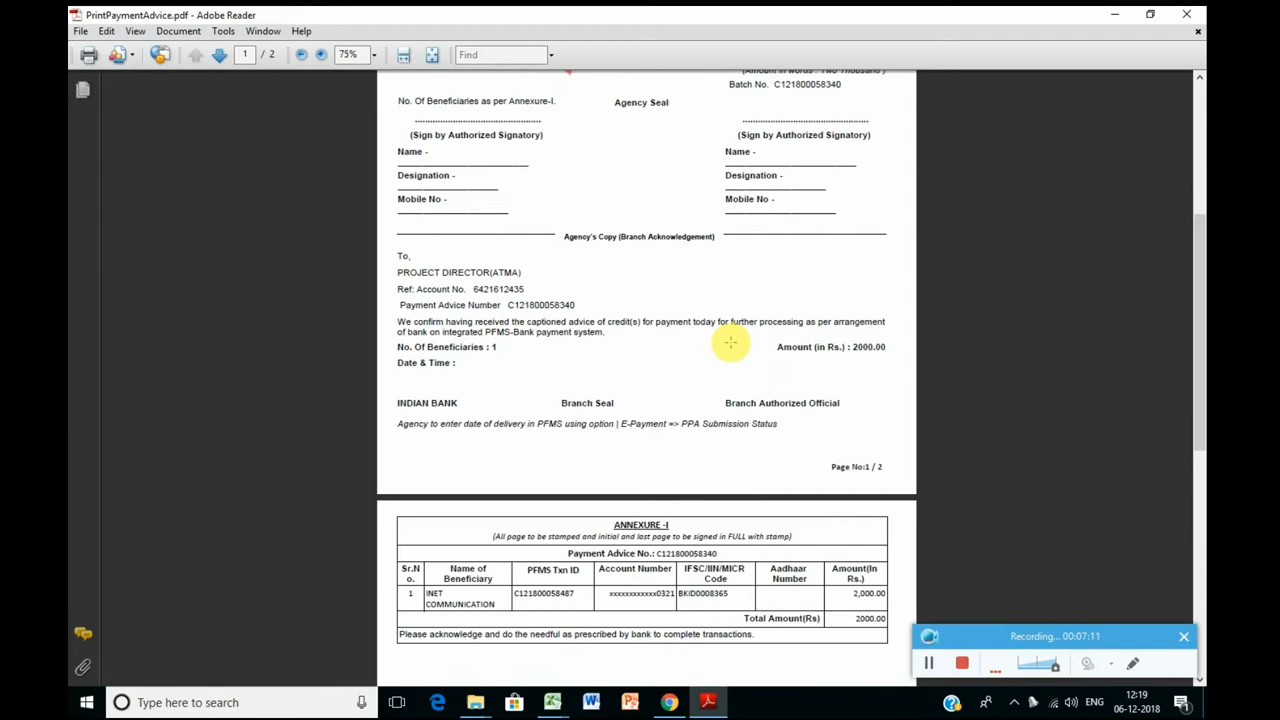 PrintPaymentAdvice.pdf - Adobe Reader
File Edit View Document Tools Window Help
1 / 2 75% Find
(Amount in words : Two Thousand )
Batch No. C121800058340
No. Of Beneficiaries as per Annexure-I. Agency Seal
(Sign by Authorized Signatory) (Sign by Authorized Signatory)
Name - Name -
Designation - Designation -
Mobile No - Mobile No -
Agency's Copy (Branch Acknowledgement)
To,
PROJECT DIRECTOR(ATMA)
Ref: Account No. 6421612435
Payment Advice Number C121800058340
We confirm having received the captioned advice of credit(s) for payment today for further processing as per arrangement
of bank on integrated PFMS-Bank payment system.
No. Of Beneficiaries : 1 Amount (in Rs.) : 2000.00
Date & Time :
INDIAN BANK Branch Seal Branch Authorized Official
Agency to enter date of delivery in PFMS using option | E-Payment => PPA Submission Status
Page No:1 / 2
ANNEXURE -I
(All page to be stamped and initial and last page to be signed in FULL with stamp)
Payment Advice No.: C121800058340
Sr.N Name of PFMS Txn ID Account Number IFSC/IIN/MICR Aadhaar Amount(In
o. Beneficiary Code Number Rs.)
1 INET C121800058487 xxxxxxxxxxx0321 BKID0008365 2,000.00
COMMUNICATION
Total Amount(Rs) 2000.00
Please acknowledge and do the needful as prescribed by bank to complete transactions.
Recording... 00:07:11
Type here to search
ENG 12:19
06-12-2018